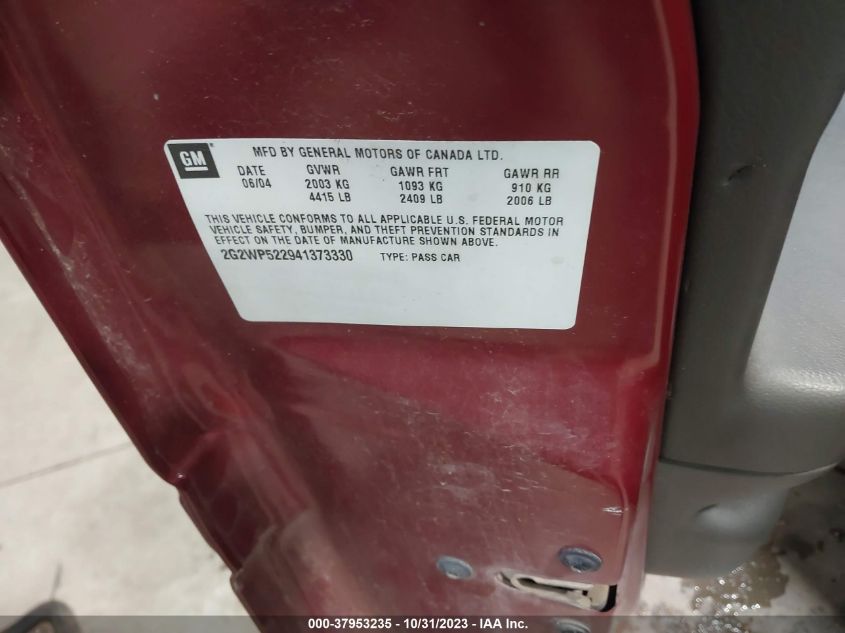 GM
MFD BY GENERAL MOTORS OF CANADA LTD.
DATE GVWR GAWR FRT GAWR RR
06/04 2003 KG 1093 KG 910 KG
4415 LB 2409 LB 2006 LB
THIS VEHICLE CONFORMS TO ALL APPLICABLE U.S. FEDERAL MOTOR
VEHICLE SAFETY, BUMPER, AND THEFT PREVENTION STANDARDS IN
EFFECT ON THE DATE OF MANUFACTURE SHOWN ABOVE.
2G2WP522941373330 TYPE: PASS CAR
000-37953235 - 10/31/2023 - IAA Inc.